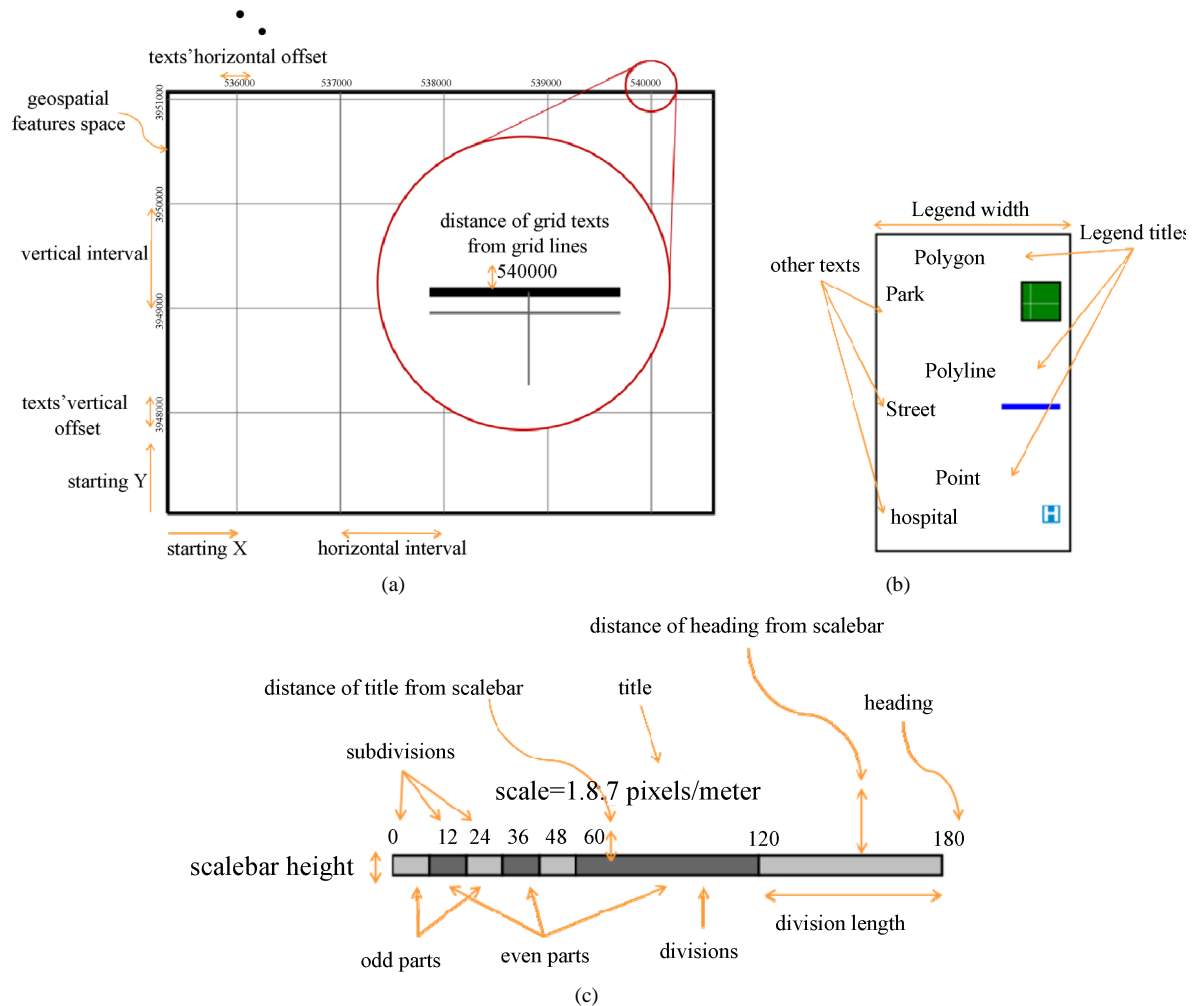 texts’horizontal offset
536000
537000
538000
539000
540000
geospatial
features space
3951000
3950000
3949000
3948000
distance of grid texts
from grid lines
540000
vertical interval
texts’vertical
offset
starting Y
starting X
horizontal interval
(a)
Legend width
Legend titles
other texts
Polygon
Park
Polyline
Street
Point
hospital
H
(b)
distance of heading from scalebar
distance of title from scalebar
title
heading
subdivisions
scale=1.8.7 pixels/meter
0 12 24 36 48 60 120 180
scalebar height
division length
odd parts
even parts
divisions
(c)